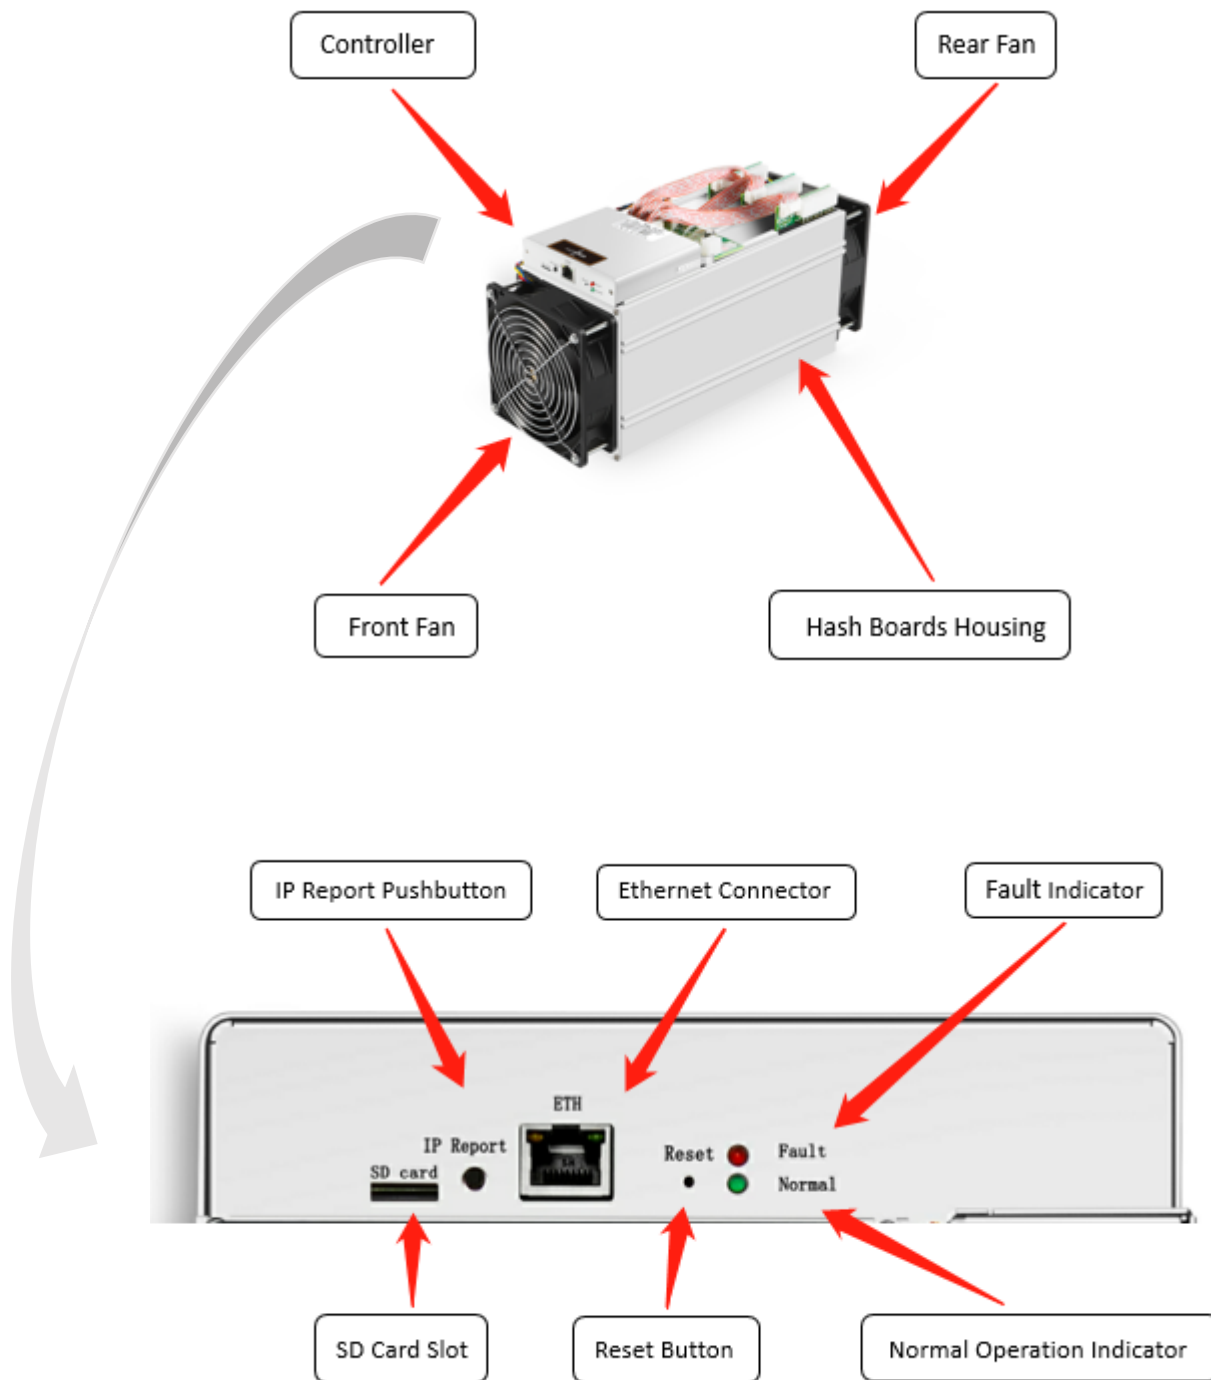 Controller
Rear Fan
Front Fan
Hash Boards Housing
IP Report Pushbutton
Ethernet Connector
Fault Indicator
ETH
IP Report
SD card
Reset
Fault
Normal
SD Card Slot
Reset Button
Normal Operation Indicator